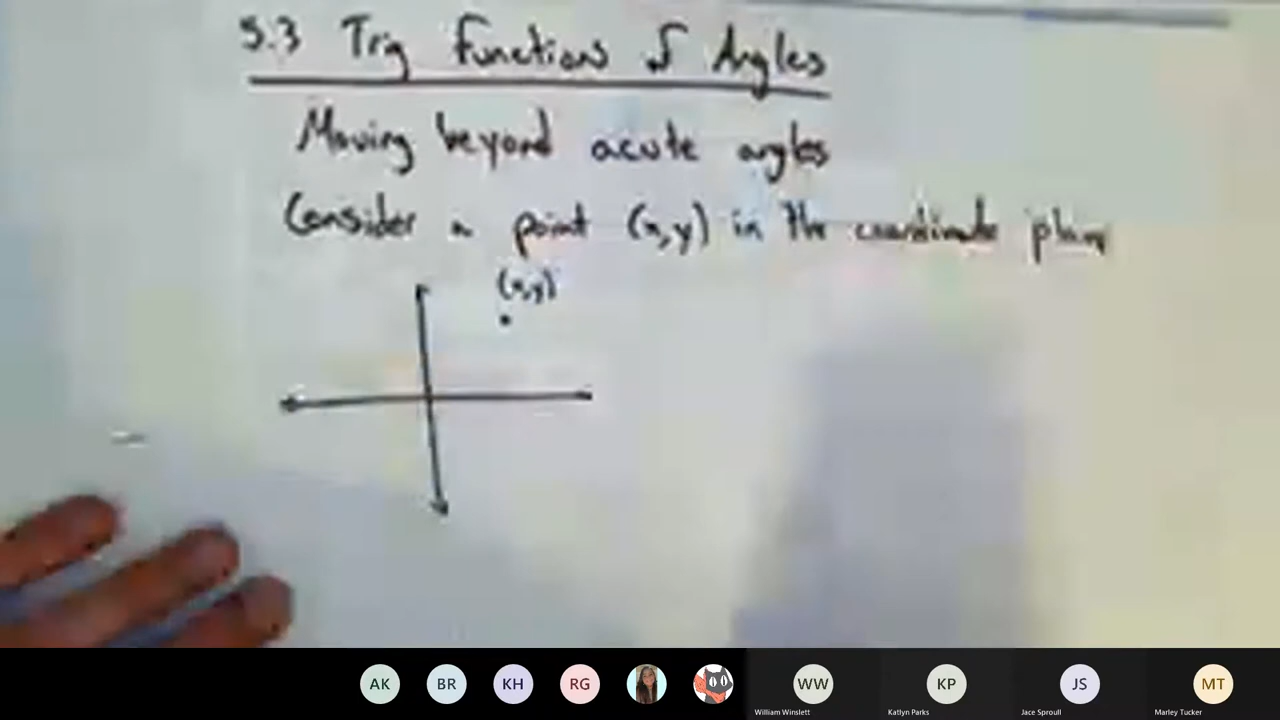 5.3 Trig Functions of Angles
Moving beyond acute angles
Consider a point (x,y) in the coordinate plane
(x,y)
AK
BR
KH
RG
WW
KP
JS
MT
William Winslett
Katlyn Parks
Jace Sproull
Marley Tucker